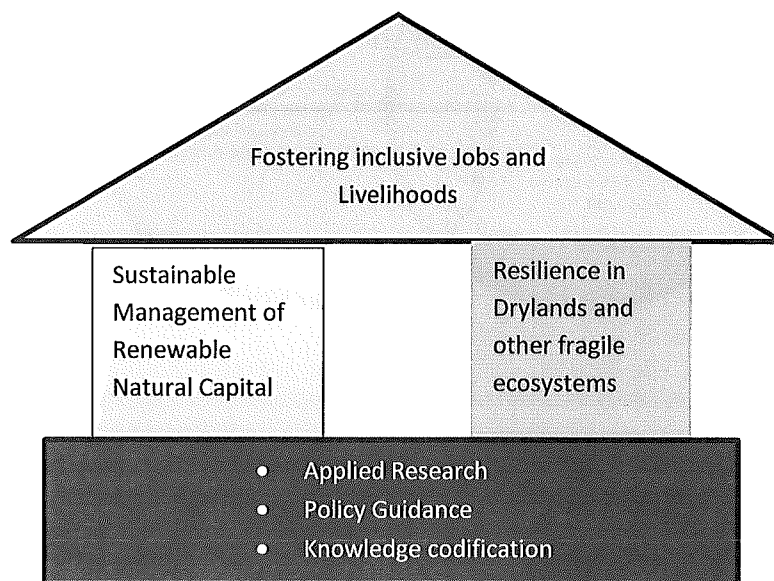 Fostering inclusive Jobs and
Livelihoods
Sustainable
Management of
Renewable
Natural Capital
Resilience in
Drylands and
other fragile
ecosystems
• Applied Research
• Policy Guidance
• Knowledge codification